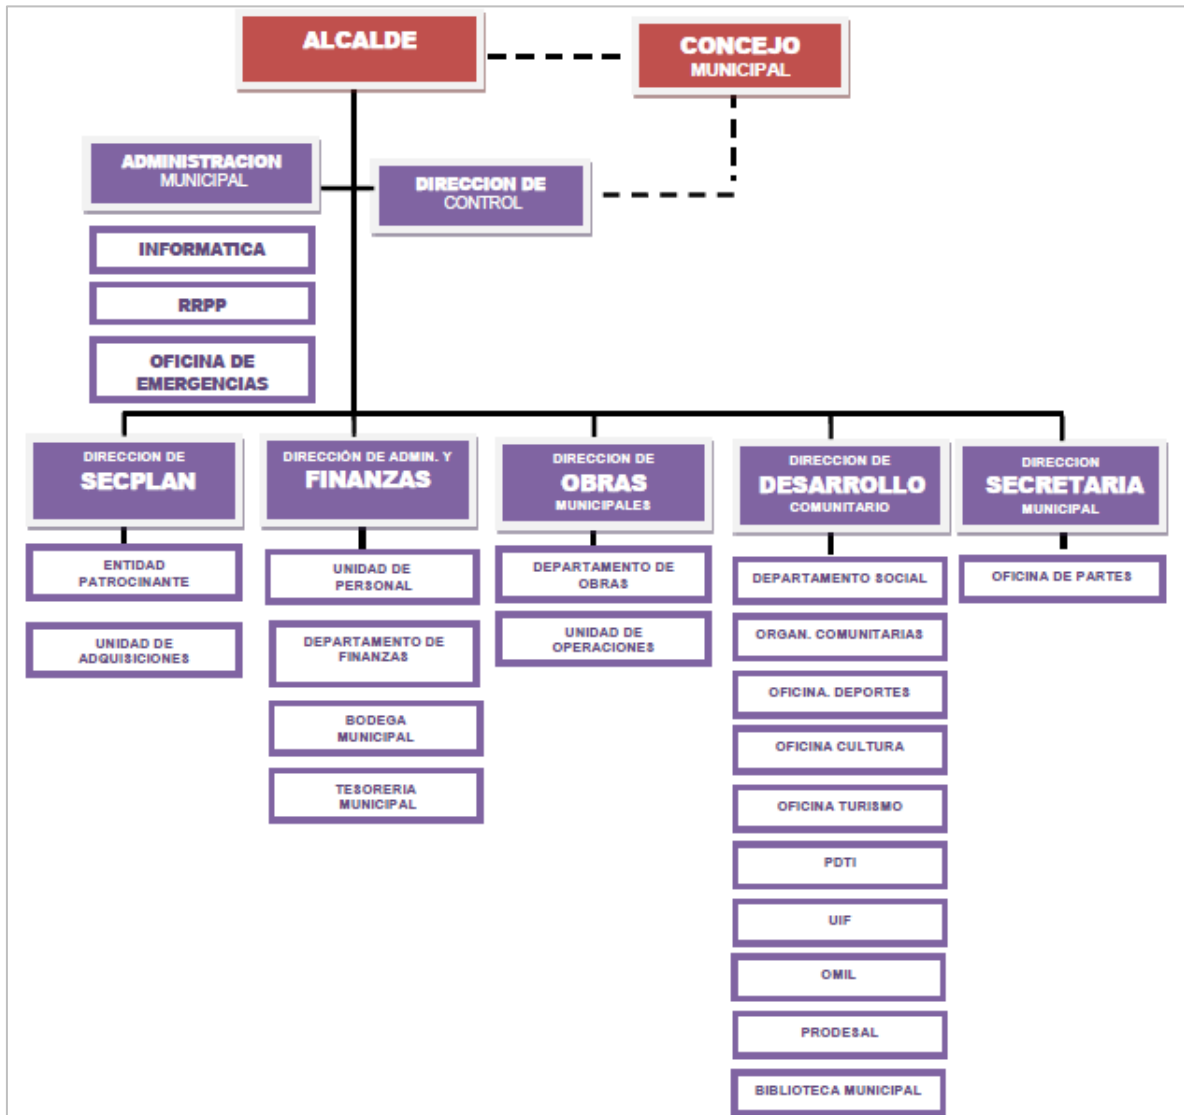 ALCALDE
CONCEJO
MUNICIPAL
ADMINISTRACION
MUNICIPAL
DIRECCION DE
CONTROL
INFORMATICA
RRPP
OFICINA DE
EMERGENCIAS
DIRECCION DE
SECPLAN
ENTIDAD
PATROCINANTE
UNIDAD DE
ADQUISICIONES
DIRECCIÓN DE ADMIN. Y
FINANZAS
UNIDAD DE
PERSONAL
DEPARTAMENTO DE
FINANZAS
BODEGA
MUNICIPAL
TESORERIA
MUNICIPAL
DIRECCION DE
OBRAS
MUNICIPALES
DEPARTAMENTO DE
OBRAS
UNIDAD DE
OPERACIONES
DIRECCION DE
DESARROLLO
COMUNITARIO
DEPARTAMENTO SOCIAL
ORGAN. COMUNITARIAS
OFICINA. DEPORTES
OFICINA CULTURA
OFICINA TURISMO
PDTI
UIF
OMIL
PRODESAL
BIBLIOTECA MUNICIPAL
DIRECCION
SECRETARIA
MUNICIPAL
OFICINA DE PARTES